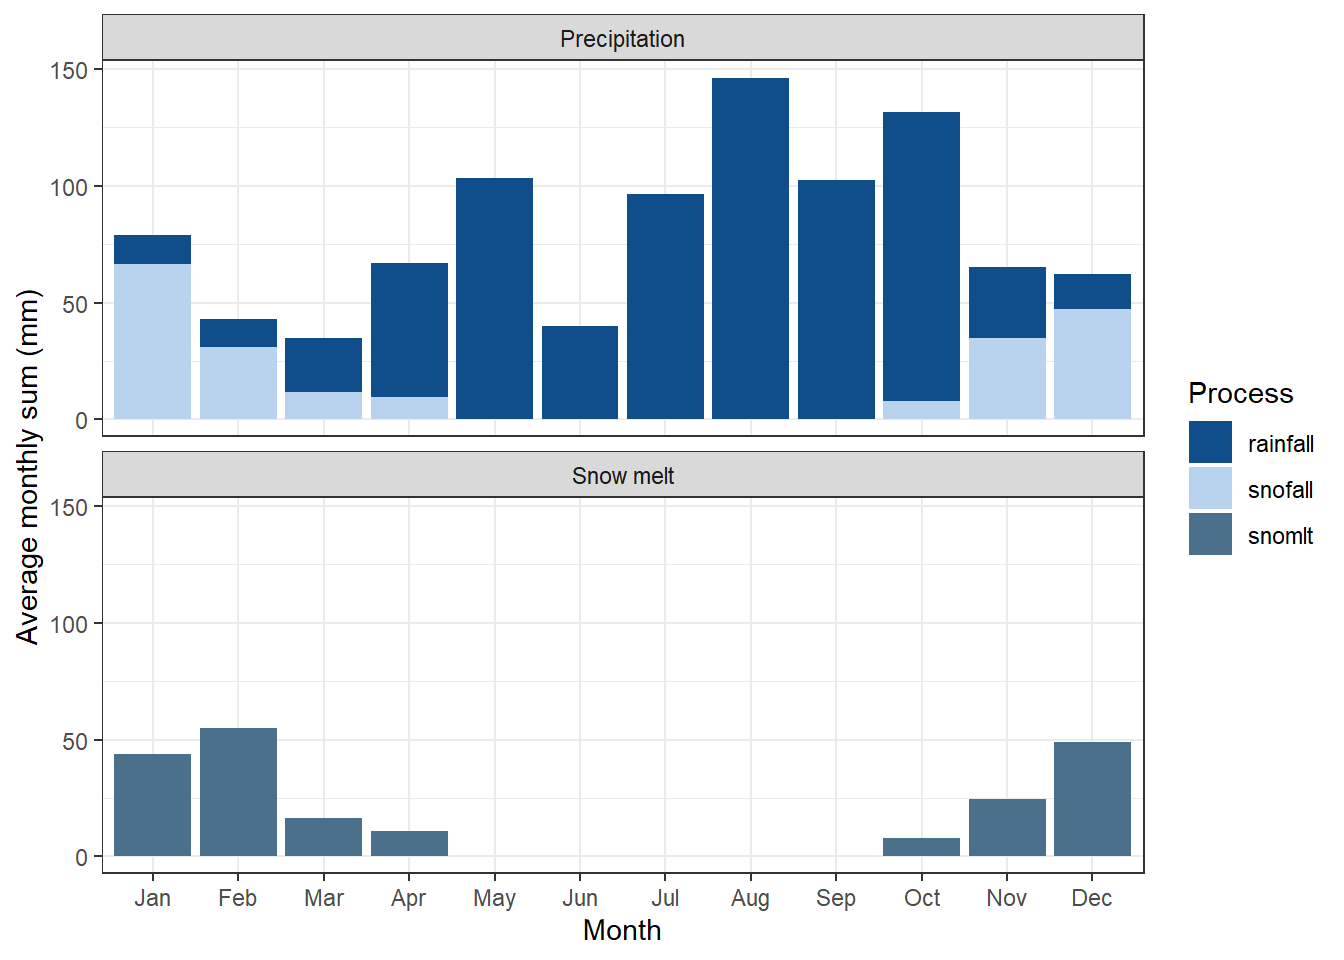 Precipitation
150
100
50
0
Snow melt
150
100
50
0
Jan Feb Mar Apr May Jun Jul Aug Sep Oct Nov Dec
Month
Average monthly sum (mm)
Process
rainfall
snofall
snomlt